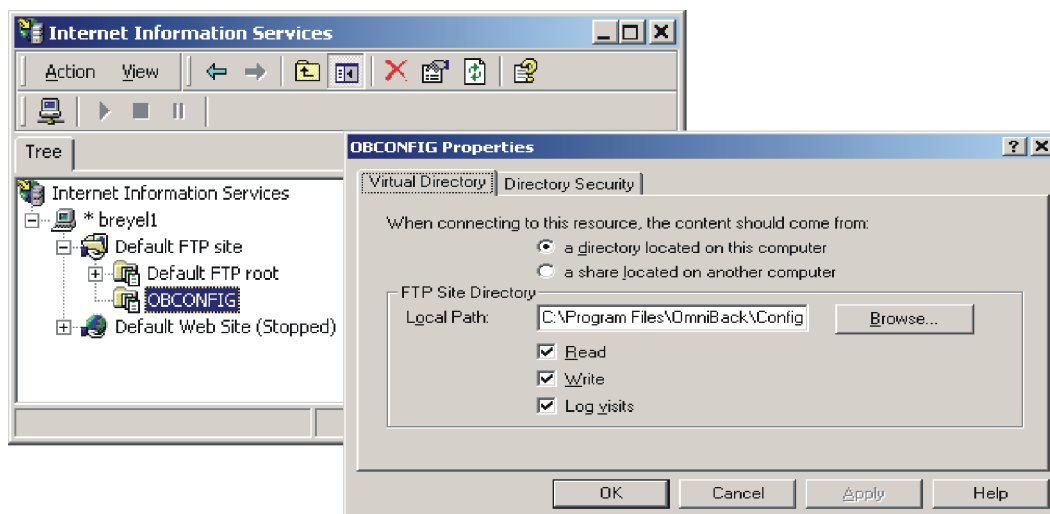 Internet Information Services
Action View
Tree
Internet Information Services
* breyel1
Default FTP site
Default FTP root
OBCONFIG
Default Web Site (Stopped)
OBCONFIG Properties
Virtual Directory Directory Security
When connecting to this resource, the content should come from:
a directory located on this computer
a share located on another computer
FTP Site Directory
Local Path: C:\Program Files\OmniBack\Config Browse...
Read
Write
Log visits
OK Cancel Apply Help